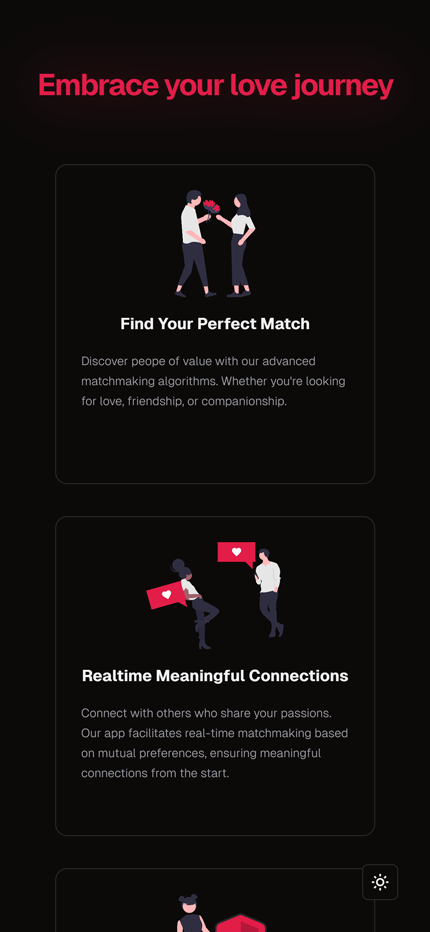 Embrace your love journey
Find Your Perfect Match
Discover peope of value with our advanced
matchmaking algorithms. Whether you're looking
for love, friendship, or companionship.
Realtime Meaningful Connections
Connect with others who share your passions.
Our app facilitates real-time matchmaking based
on mutual preferences, ensuring meaningful
connections from the start.